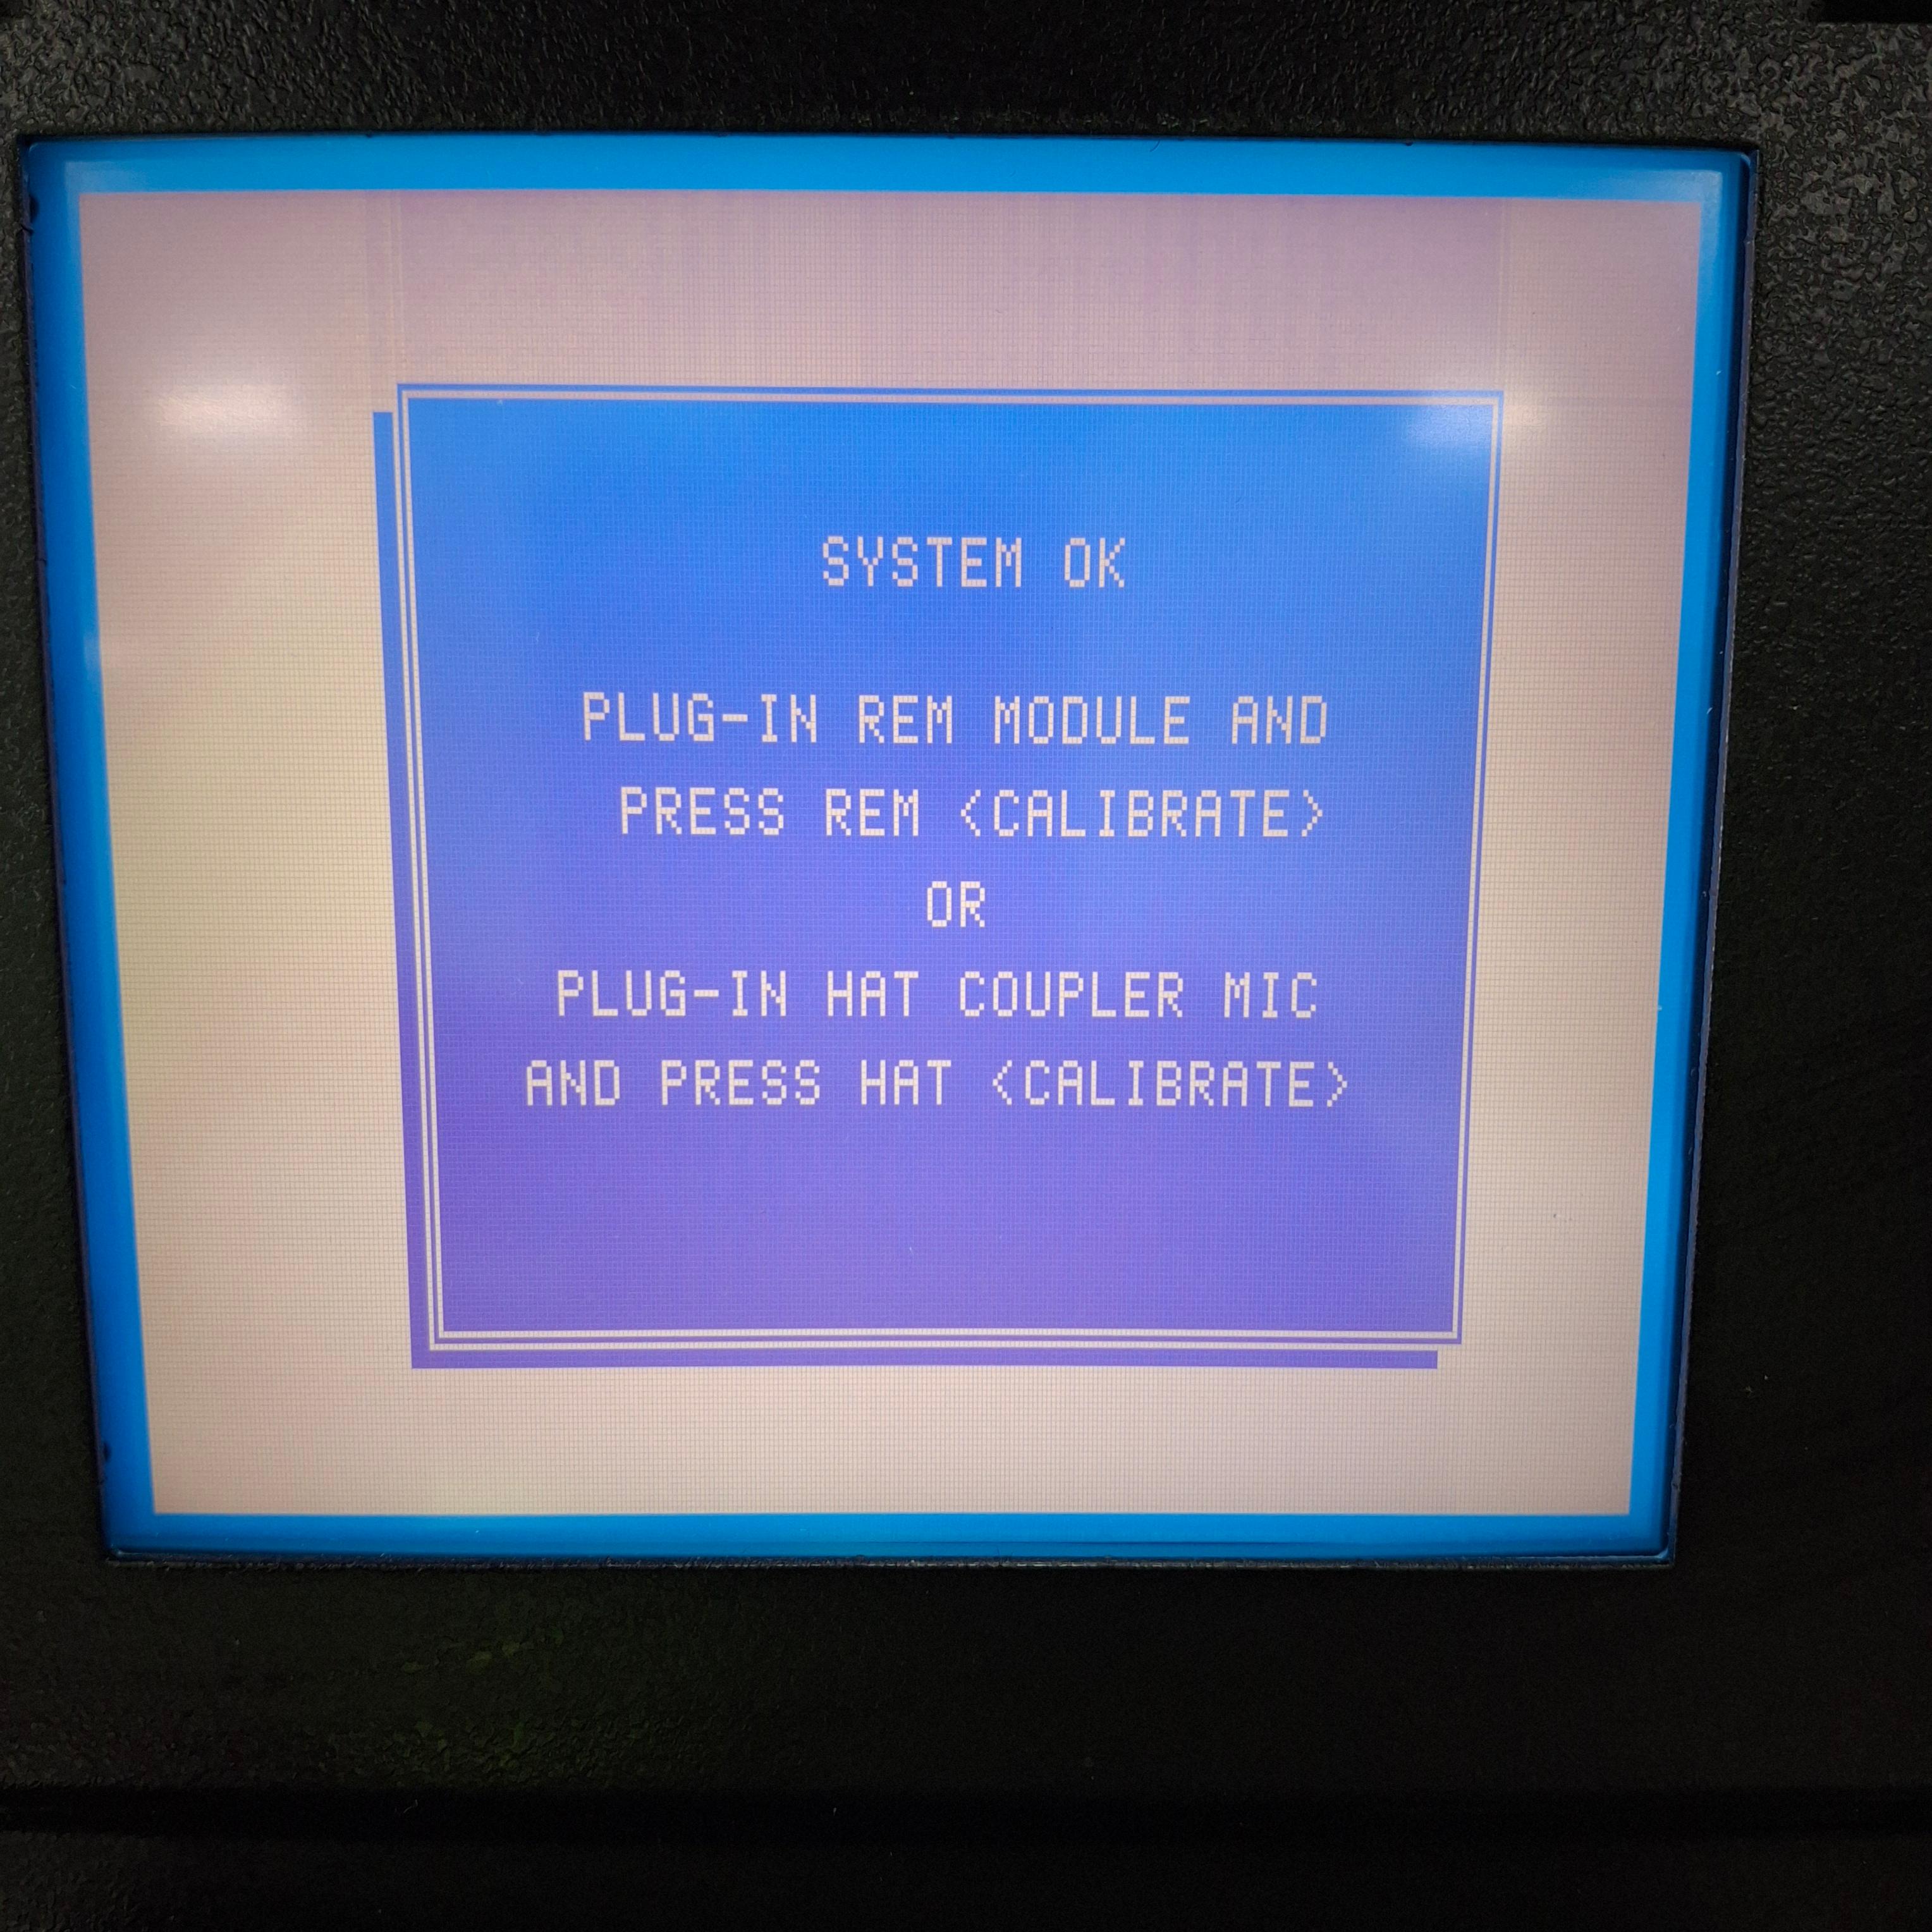 SYSTEM OK
PLUG-IN REM MODULE AND
PRESS REM <CALIBRATE>
OR
PLUG-IN HAT COUPLER MIC
AND PRESS HAT <CALIBRATE>